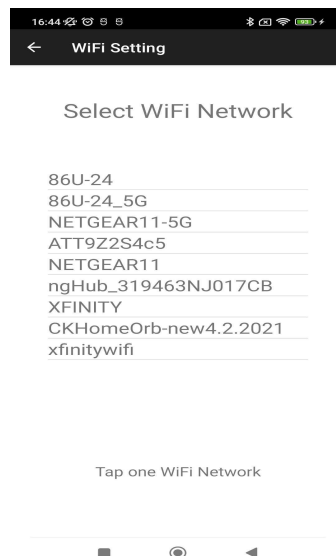 16:44 93
WiFi Setting
Select WiFi Network
86U-24
86U-24_5G
NETGEAR11-5G
ATT9Z2S4c5
NETGEAR11
ngHub_319463NJ017CB
XFINITY
CKHomeOrb-new4.2.2021
xfinitywifi
Tap one WiFi Network